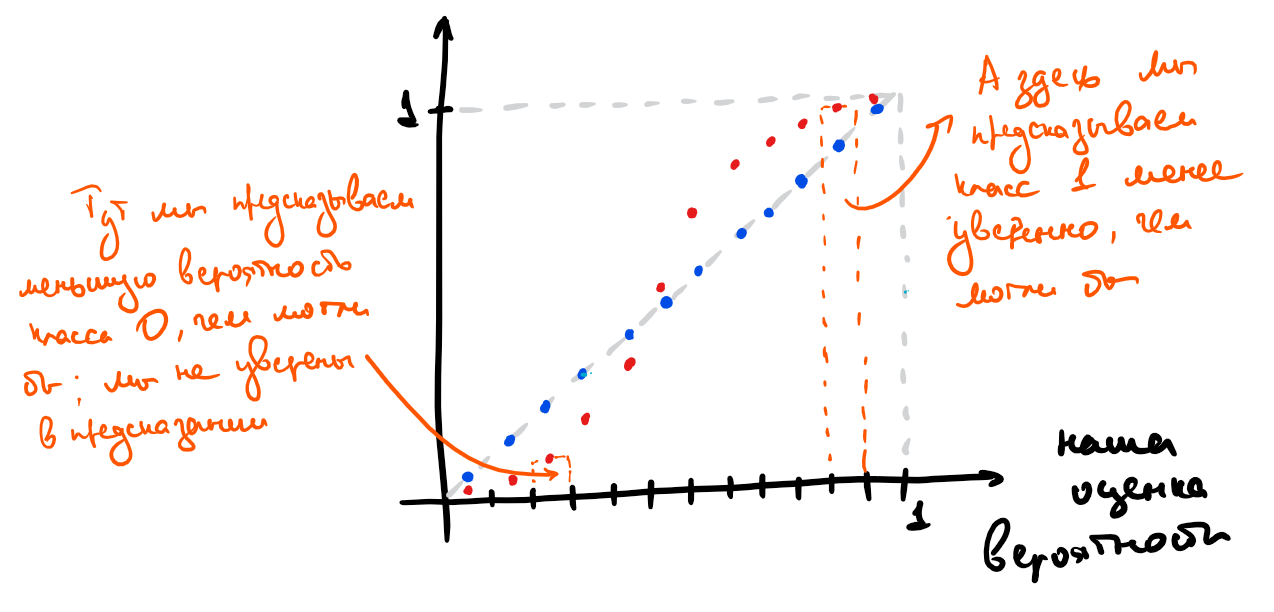 1
А здесь мы
предсказываем
класс 1 менее
уверенно, чем
могли бы
Тут мы предсказываем
меньшую вероятность
класса 0, чем могли
бы; мы не уверены
в предсказании
1
наша
оценка
вероятности